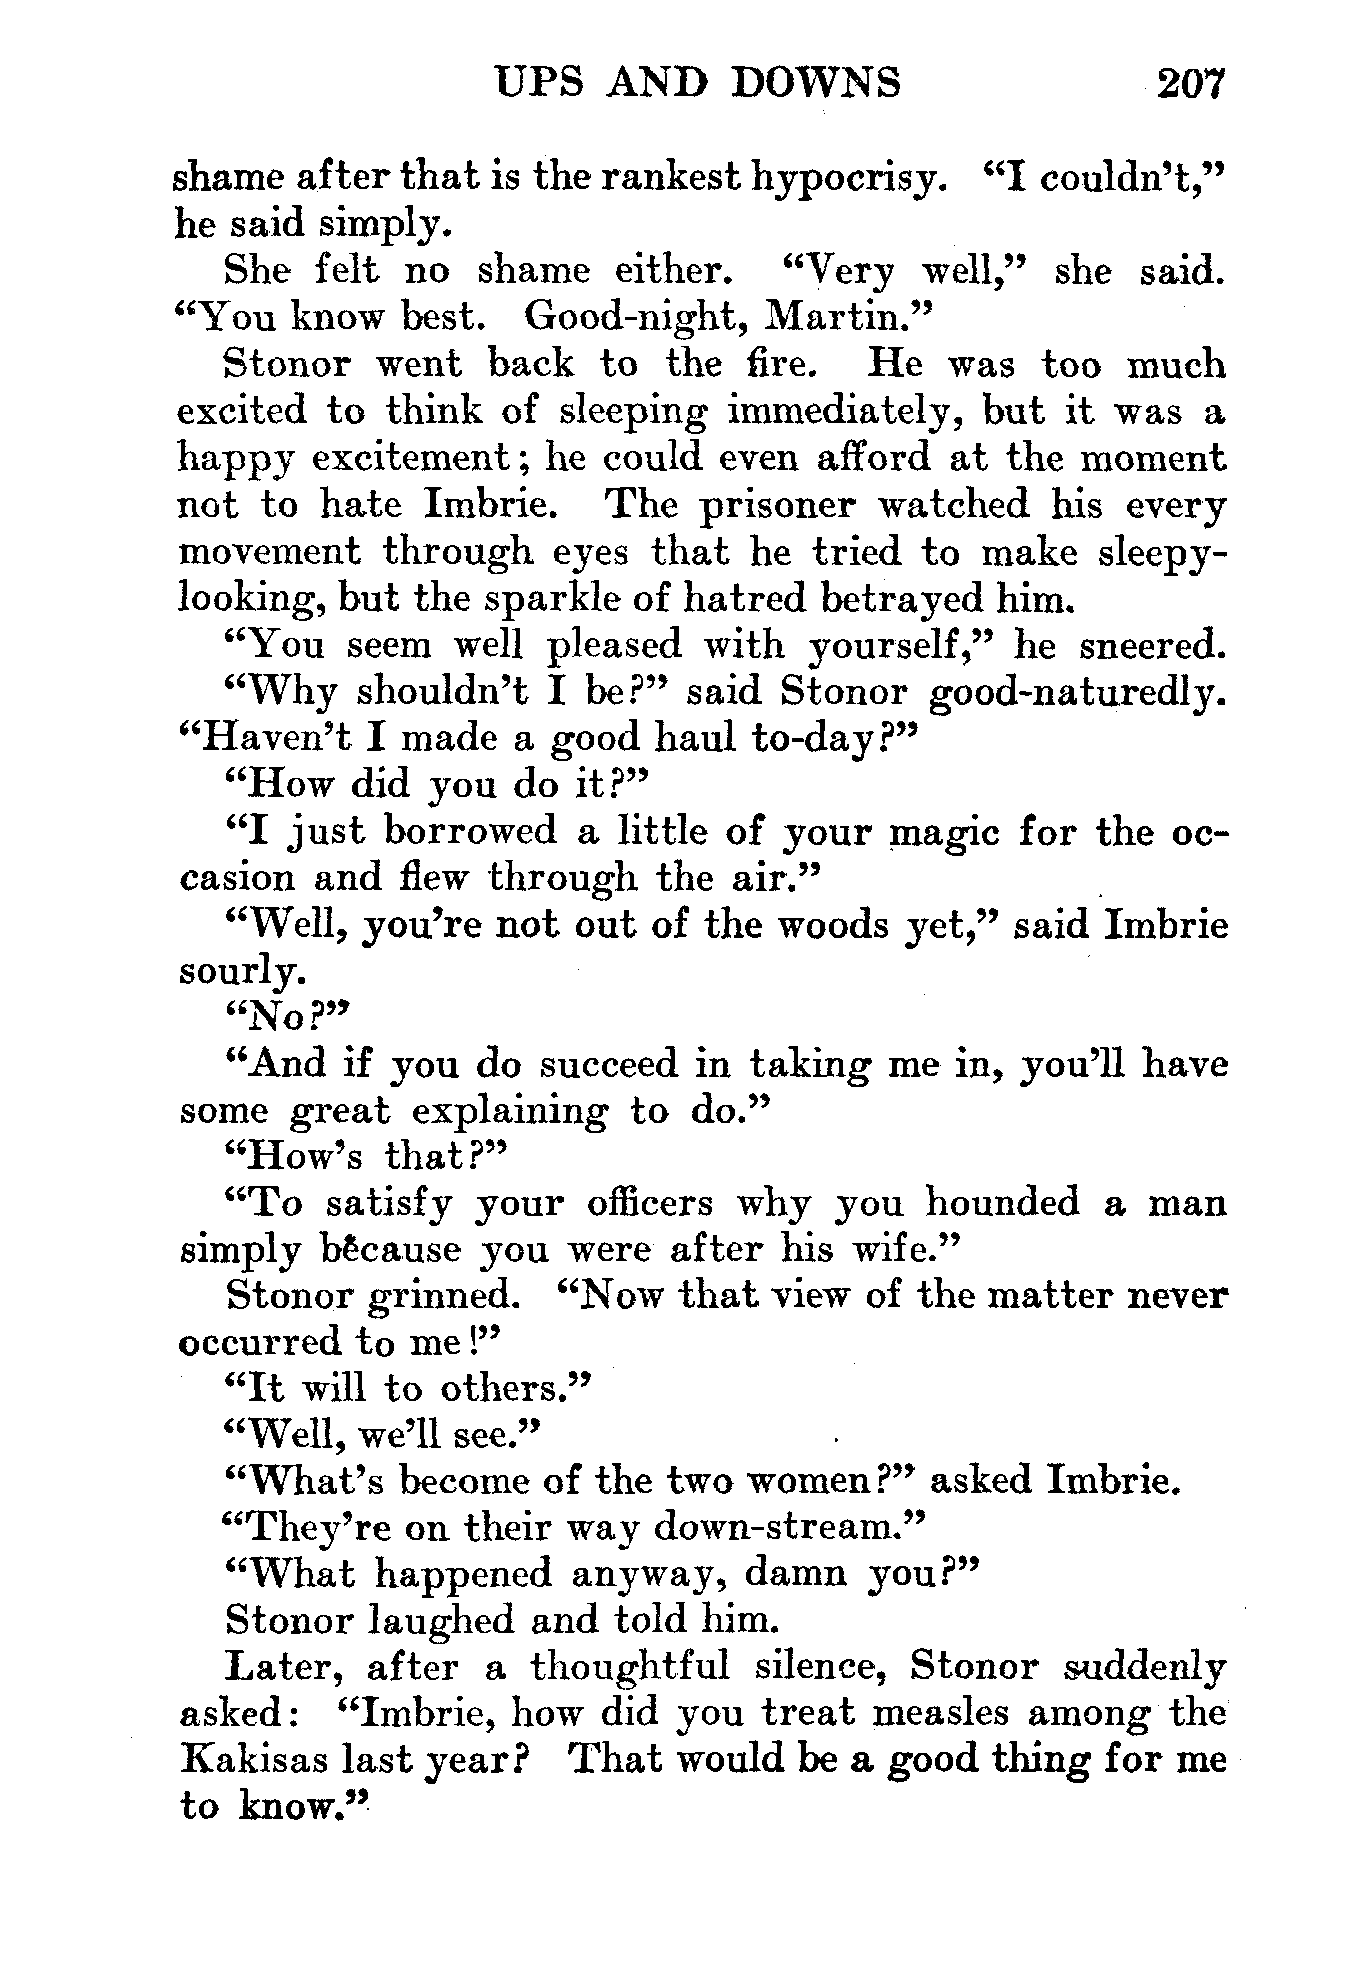 UPS AND DOWNS 207
shame after that is the rankest hypocrisy. “I couldn’t,”
he said simply.
She felt no shame either. “Very well,” she said.
“You know best. Good-night, Martin.”
Stonor went back to the fire. He was too much
excited to think of sleeping immediately, but it was a
happy excitement; he could even afford at the moment
not to hate Imbrie. The prisoner watched his every
movement through eyes that he tried to make sleepy-
looking, but the sparkle of hatred betrayed him.
“You seem well pleased with yourself,” he sneered.
“Why shouldn’t I be?” said Stonor good-naturedly.
“Haven’t I made a good haul to-day?”
“How did you do it?”
“I just borrowed a little of your magic for the oc-
casion and flew through the air.”
“Well, you’re not out of the woods yet,” said Imbrie
sourly.
“No?”
“And if you do succeed in taking me in, you’ll have
some great explaining to do.”
“How’s that?”
“To satisfy your officers why you hounded a man
simply because you were after his wife.”
Stonor grinned. “Now that view of the matter never
occurred to me!”
“It will to others.”
“Well, we’ll see.”
“What’s become of the two women?” asked Imbrie.
“They’re on their way down-stream.”
“What happened anyway, damn you?”
Stonor laughed and told him.
Later, after a thoughtful silence, Stonor suddenly
asked: “Imbrie, how did you treat measles among the
Kakisas last year? That would be a good thing for me
to know.”